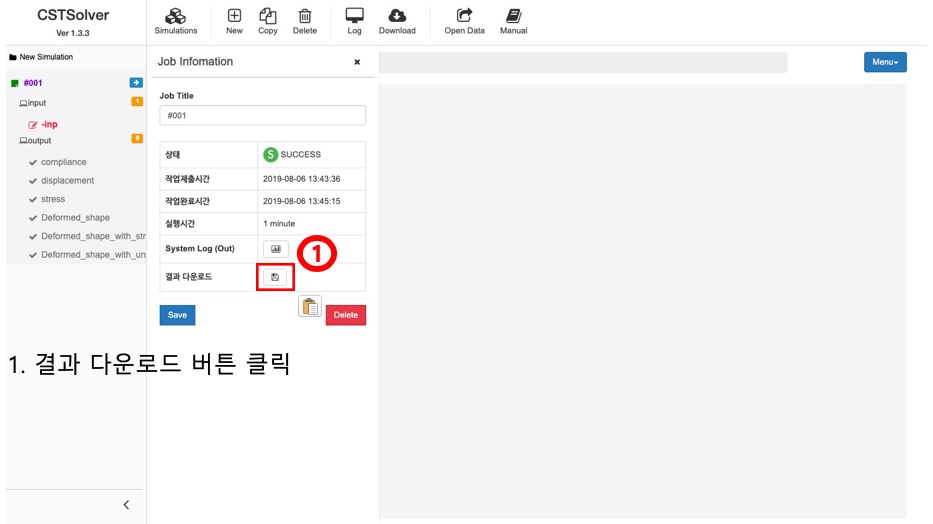 CSTSolver
Ver 1.3.3
Simulations
New
Copy
Delete
Log
Download
Open Data
Manual
New Simulation
#001
input
1
-inp
output
6
compliance
displacement
stress
Deformed_shape
Deformed_shape_with_str
Deformed_shape_with_un
Job Infomation
Job Title
#001
상태
S SUCCESS
작업제출시간
2019-08-06 13:43:36
작업완료시간
2019-08-06 13:45:15
실행시간
1 minute
System Log (Out)
1
결과 다운로드
Save
Delete
Menu
1. 결과 다운로드 버튼 클릭